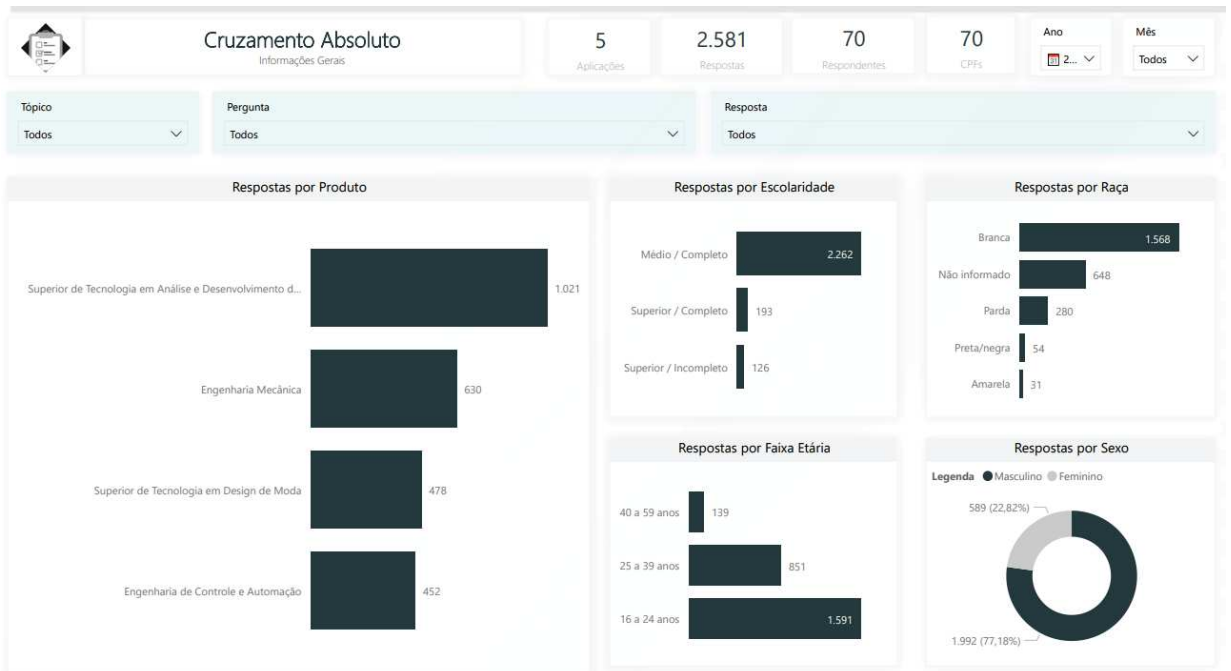 Cruzamento Absoluto
Informações Gerais
5
Aplicações
2.581
Respostas
70
Respondentes
70
CPFs
Ano
2...
Mês
Todos
Tópico
Todos
Pergunta
Todos
Resposta
Todos
Respostas por Produto
Superior de Tecnologia em Análise e Desenvolvimento d... 1.021
Engenharia Mecânica 630
Superior de Tecnologia em Design de Moda 478
Engenharia de Controle e Automação 452
Respostas por Escolaridade
Médio / Completo 2.262
Superior / Completo 193
Superior / Incompleto 126
Respostas por Raça
Branca 1.568
Não informado 648
Parda 280
Preta/negra 54
Amarela 31
Respostas por Faixa Etária
40 a 59 anos 139
25 a 39 anos 851
16 a 24 anos 1.591
Respostas por Sexo
Legenda Masculino Feminino
589 (22,82%)
1.992 (77,18%)